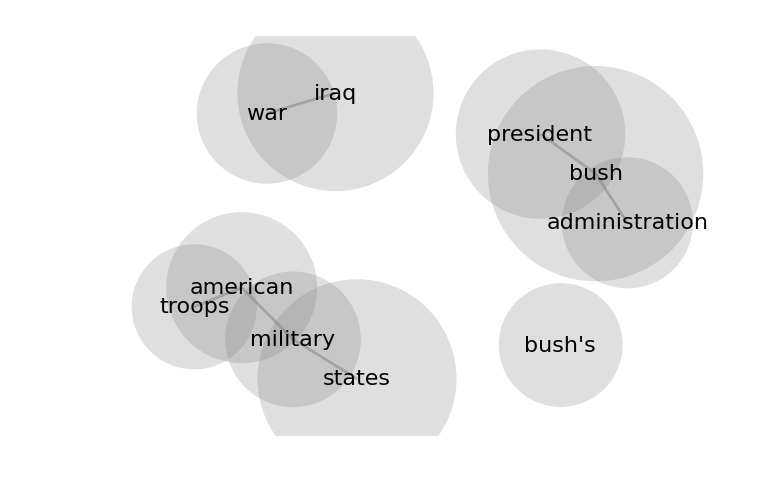 iraq
war
president
bush
administration
american
troops
military
bush's
states